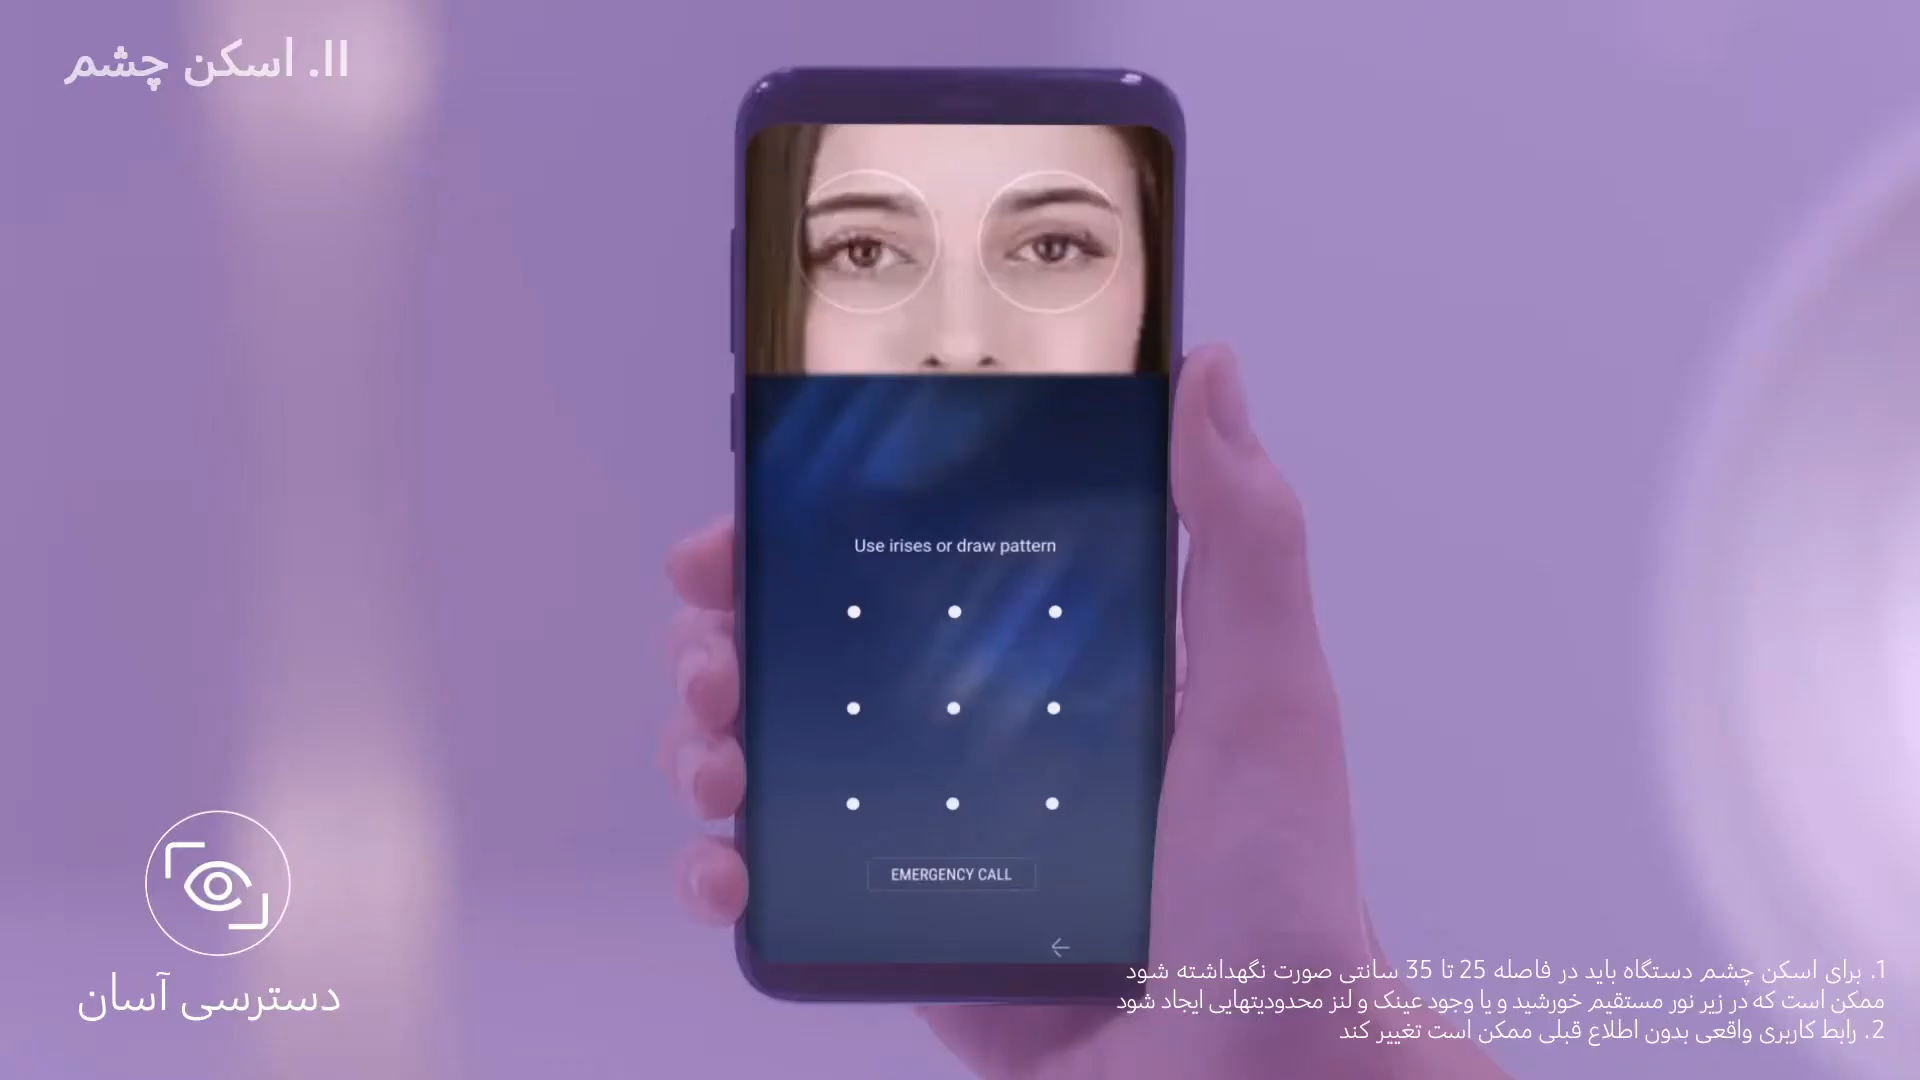 II. اسکن چشم
Use irises or draw pattern
EMERGENCY CALL
دسترسی آسان
1. برای اسکن چشم دستگاه باید در فاصله 25 تا 35 سانتی صورت نگهداشته شود
ممکن است که در زیر نور مستقیم خورشید و یا وجود عینک و لنز محدودیتهایی ایجاد شود
2. رابط کاربری واقعی بدون اطلاع قبلی ممکن است تغییر کند